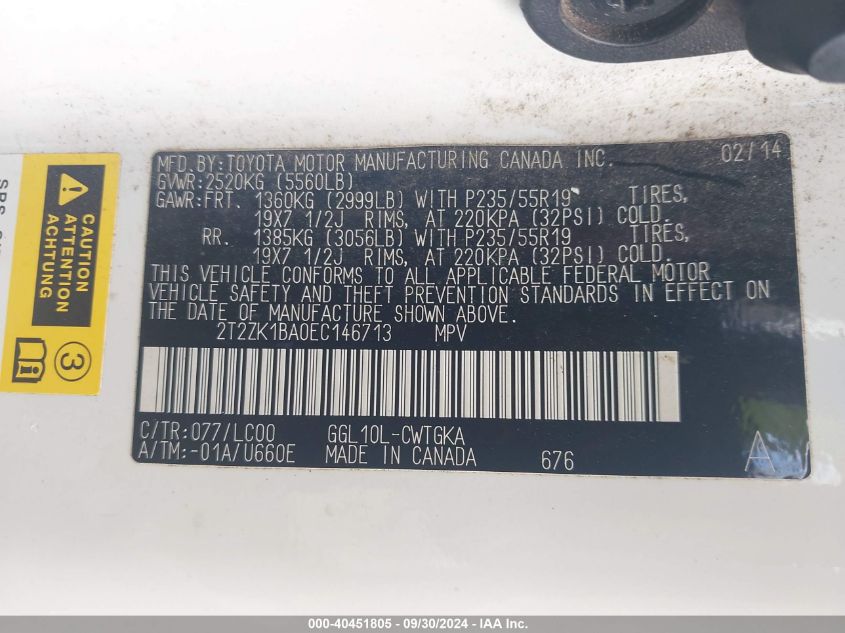 MFD. BY:TOYOTA MOTOR MANUFACTURING CANADA INC. 02/14
GVWR:2520KG (5560LB)
GAWR:FRT. 1360KG (2999LB) WITH P235/55R19 TIRES,
19X7 1/2J RIMS, AT 220KPA (32PSI) COLD.
RR. 1385KG (3056LB) WITH P235/55R19 TIRES,
19X7 1/2J RIMS, AT 220KPA (32PSI) COLD.
THIS VEHICLE CONFORMS TO ALL APPLICABLE FEDERAL MOTOR
VEHICLE SAFETY AND THEFT PREVENTION STANDARDS IN EFFECT ON
THE DATE OF MANUFACTURE SHOWN ABOVE.
2T2ZK1BA0EC146713 MPV
C/TR:077/LC00 GGL10L-CWTGKA
A/TM:-01A/U660E MADE IN CANADA 676 A
CAUTION
ATTENTION
3
000-40451805 - 09/30/2024 - IAA Inc.